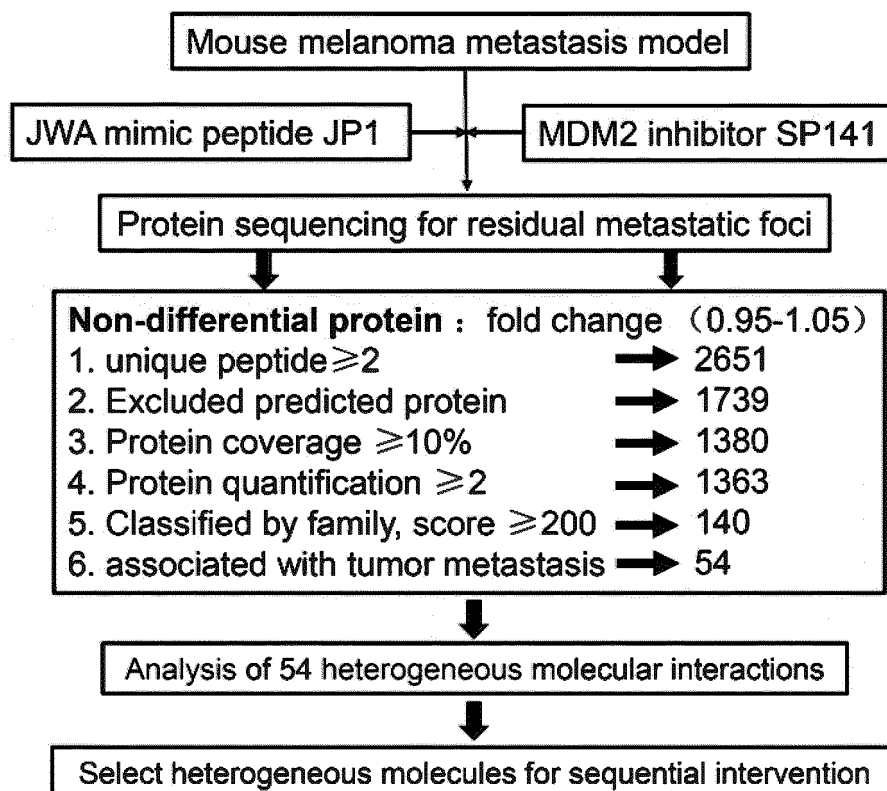 Mouse melanoma metastasis model
JWA mimic peptide JP1
MDM2 inhibitor SP141
Protein sequencing for residual metastatic foci
Non-differential protein : fold change （0.95-1.05）
1. unique peptide≥2 2651
2. Excluded predicted protein 1739
3. Protein coverage ≥10% 1380
4. Protein quantification ≥2 1363
5. Classified by family, score ≥200 140
6. associated with tumor metastasis 54
Analysis of 54 heterogeneous molecular interactions
Select heterogeneous molecules for sequential intervention